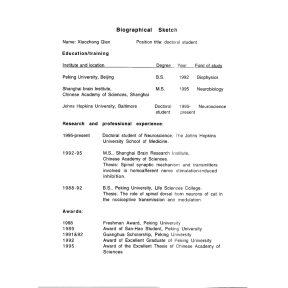 Biographical Sketch
Name: Xiaozhong Qian Position title: doctoral student
Education/training
Institute and location Degree Year Field of study
Peking University, Beijing B.S. 1992 Biophysics
Shanghai brain Institute, M.S. 1995 Neurobiology
Chinese Academy of Sciences, Shanghai
Johns Hopkins University, Baltimore Doctoral 1996- Neuroscience
student present
Research and professional experience:
1996-present Doctoral student of Neuroscience, The Johns Hopkins
University School of Medicine.
1992-95 M.S., Shanghai Brain Research Institute,
Chinese Academy of Sciences.
Thesis: Spinal synaptic mechanism and transmitters
involved in homoafferent nerve stimulation-induced
inhibition.
1988-92 B.S., Peking University, Life Sciences College.
Thesis: The role of spinal dorsal horn neurons of cat in
the nociceptive transmission and modulation.
Awards:
1988 Freshman Award, Peking University
1989 Award of San-Hao Student, Peking University
1991&92 Guanghua Scholarship, Peking University
1992 Award of Excellent Graduate of Peking University
1995 Award of the Excellent Thesis of Chinese Academy of
Sciences